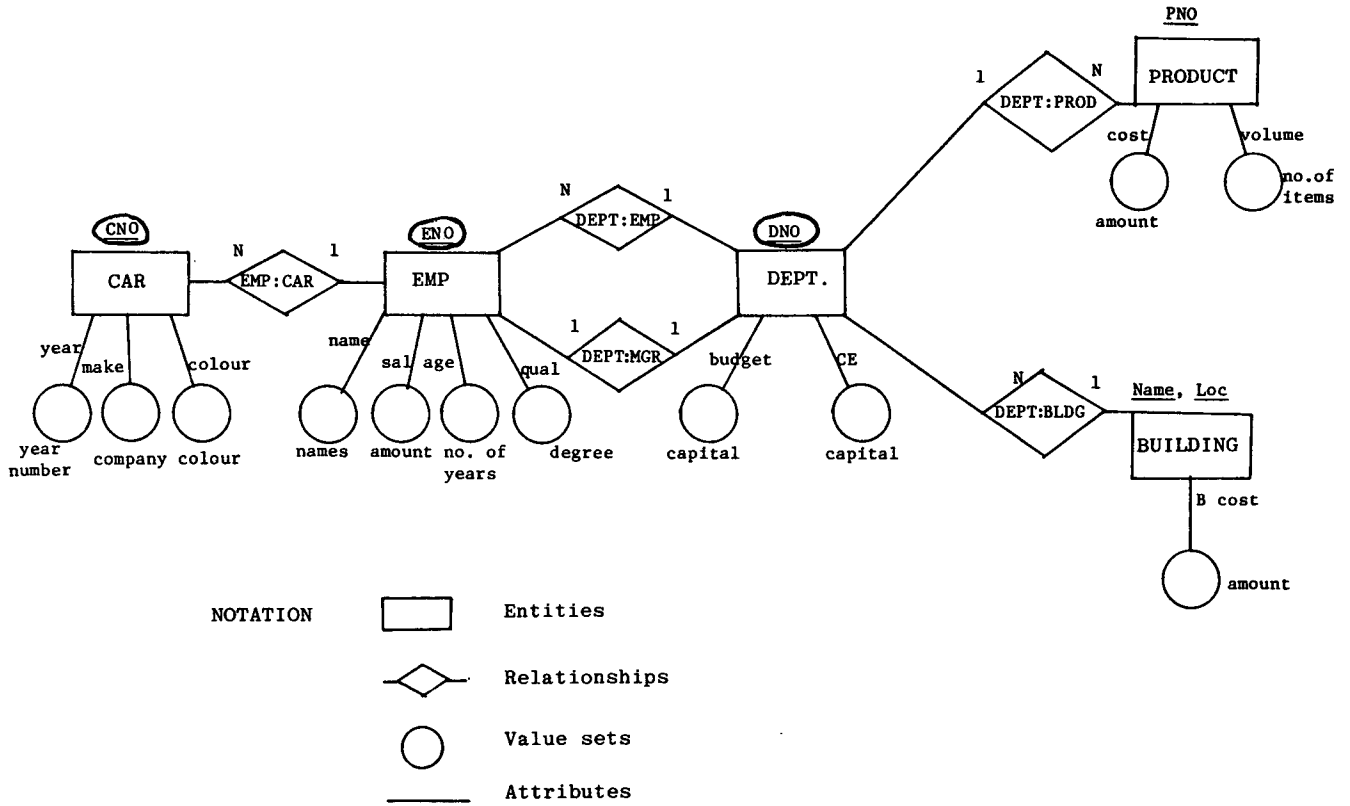 PNO
PRODUCT
1
N
DEPT:PROD
cost
volume
amount
no.of
items
CNO
CAR
N
1
EMP:CAR
year
make
colour
year
number
company
colour
ENO
EMP
name
sal
age
qual
names
amount
no. of
years
degree
N
1
DEPT:EMP
1
1
DEPT:MGR
DNO
DEPT.
budget
CE
capital
capital
N
1
DEPT:BLDG
Name, Loc
BUILDING
B cost
amount
NOTATION
Entities
Relationships
Value sets
Attributes